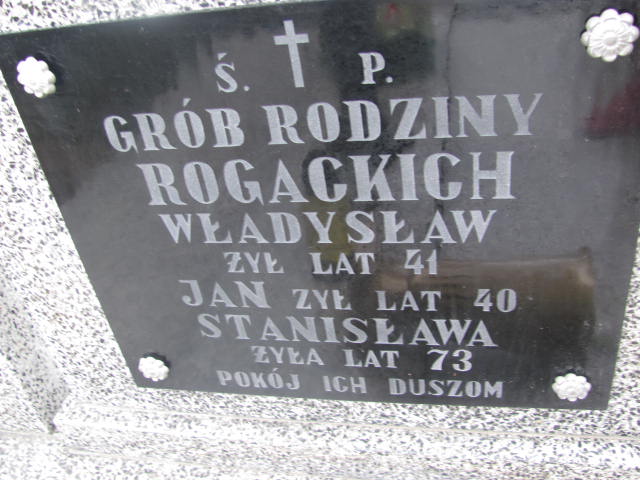 Ś. P.
GRÓB RODZINY
ROGACKICH
WŁADYSŁAW
ŻYŁ LAT 41
JAN ŻYŁ LAT 40
STANISŁAWA
ŻYŁA LAT 73
POKÓJ ICH DUSZOM